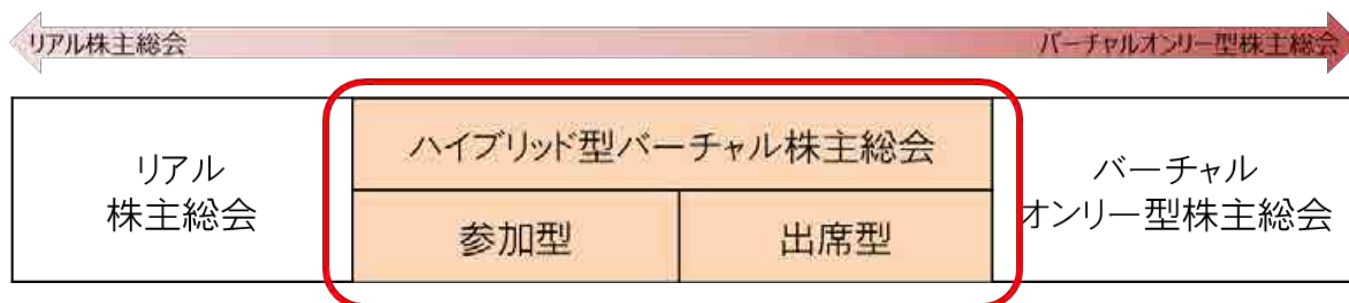 リアル株主総会 バーチャルオンリー型株主総会
ハイブリッド型バーチャル株主総会
リアル
株主総会
参加型 出席型
バーチャル
オンリー型株主総会